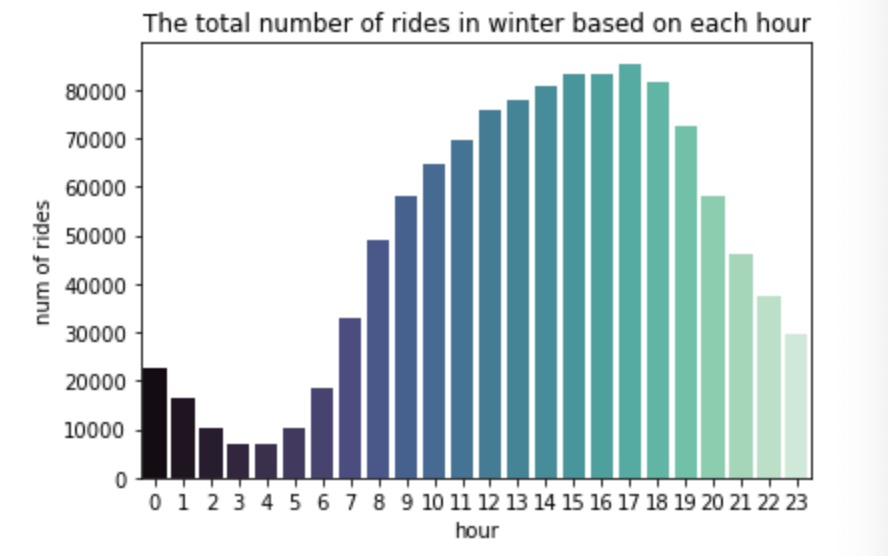 The total number of rides in winter based on each hour
80000
70000
60000
50000
40000
30000
20000
10000
0
num of rides
0 1 2 3 4 5 6 7 8 9 10 11 12 13 14 15 16 17 18 19 20 21 22 23
hour